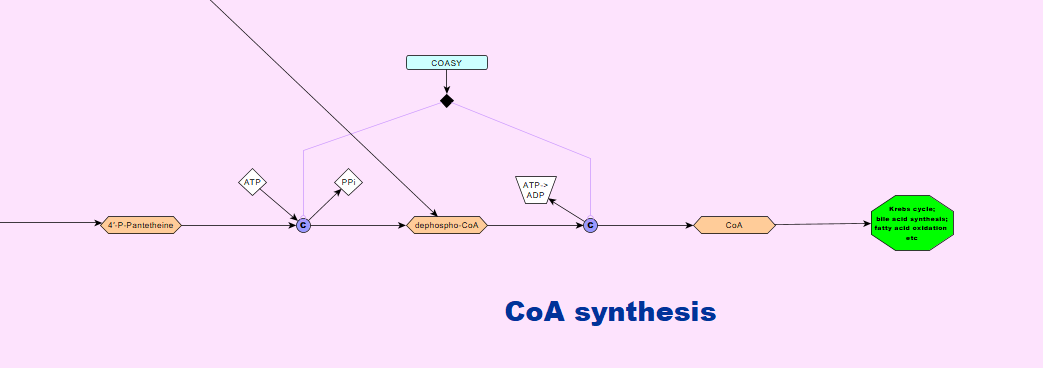 COASY
ATP
PPi
ATP->
ADP
4'-P-Pantetheine
C
dephospho-CoA
C
CoA
Krebs cycle;
bile acid synthesis;
fatty acid oxidation
etc
CoA synthesis